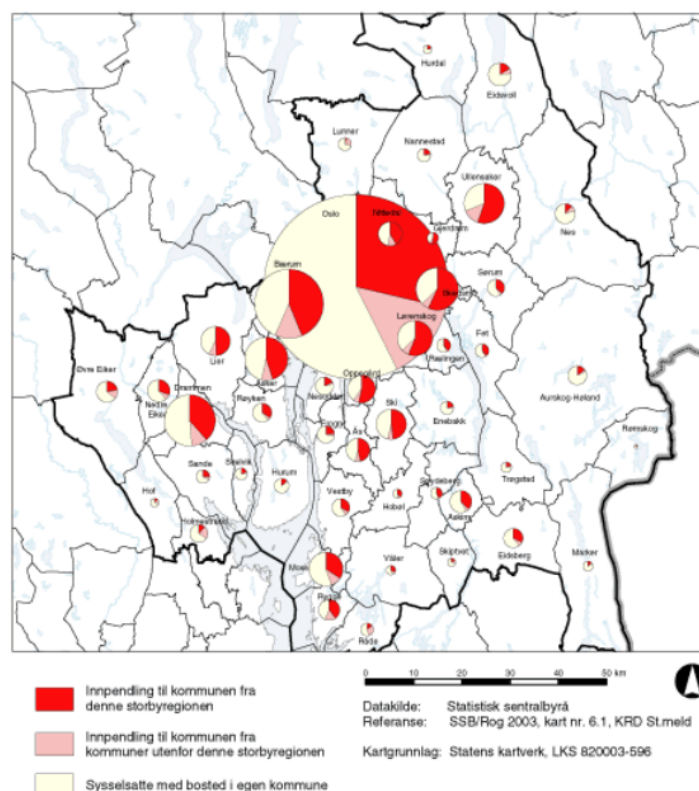 Hurdal
Eidsvoll
Lunner
Nannestad
Ullensaker
Oslo
Nittedal
Gjerdrum
Nes
Bærum
Sørum
Skedsmo
Lørenskog
Fet
Rælingen
Lier
Asker
Øvre Eiker
Oppegård
Aurskog-Høland
Drammen
Nedre
Eiker
Røyken
Nesodden
Ski
Enebakk
Rømskog
Frogn
Ås
Sande
Svelvik
Hurum
Trøgstad
Hof
Vestby
Hobøl
Spydeberg
Askim
Holmestrand
Eidsberg
Moss
Våler
Skiptvet
Marker
Rygge
Råde
0 10 20 30 40 50 km
Innpendling til kommunen fra
denne storbyregionen
Innpendling til kommunen fra
kommuner utenfor denne storbyregionen
Sysselsatte med bosted i egen kommune
Datakilde: Statistisk sentralbyrå
Referanse: SSB/Rog 2003, kart nr. 6.1, KRD St.meld
Kartgrunnlag: Statens kartverk, LKS 820003-596